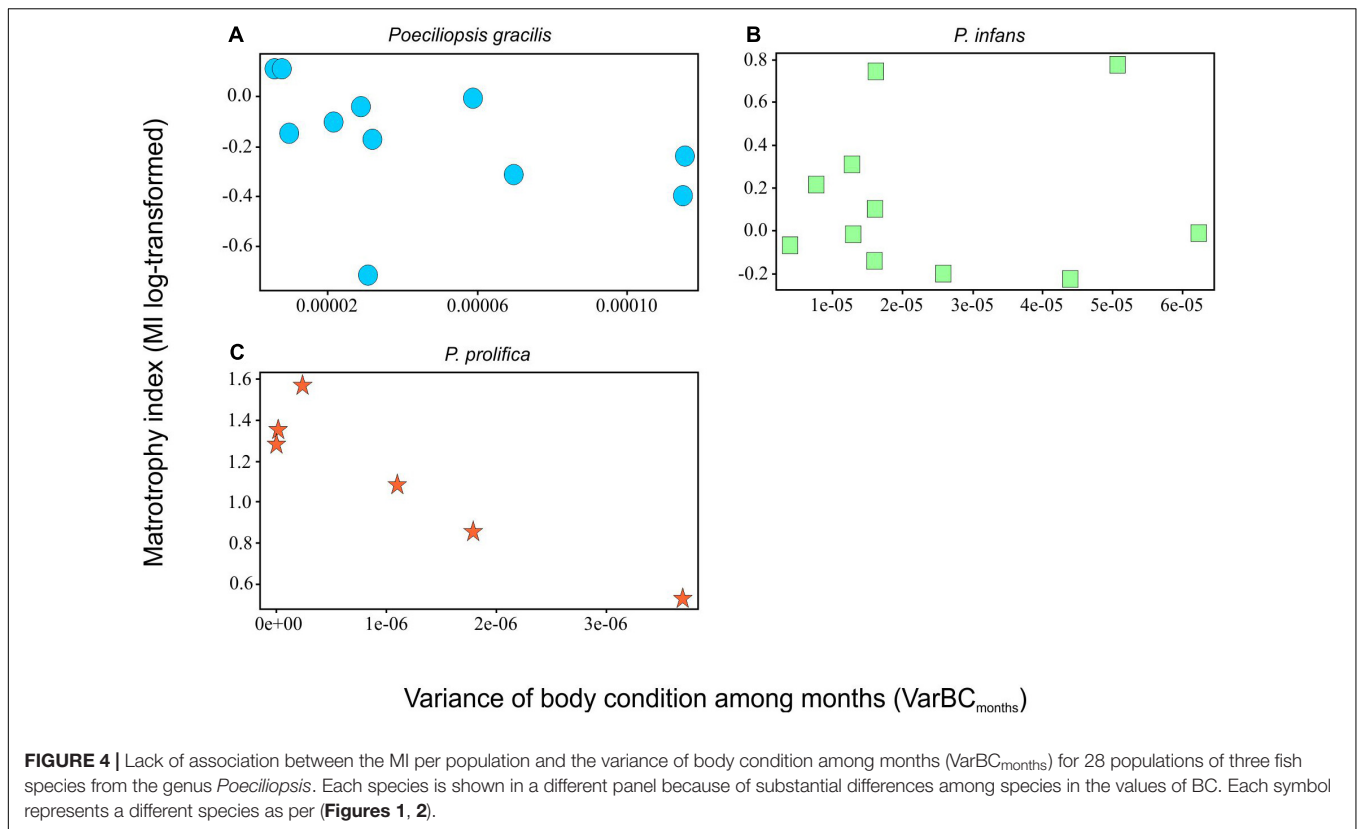 A
Poeciliopsis gracilis
0.0
-0.2
-0.4
-0.6
0.00002
0.00006
0.00010
B
P. infans
0.8
0.6
0.4
0.2
0.0
-0.2
1e-05
2e-05
3e-05
4e-05
5e-05
6e-05
C
P. prolifica
1.6
1.4
1.2
1.0
0.8
0.6
0e+00
1e-06
2e-06
3e-06
Matrotrophy index (MI log-transformed)
Variance of body condition among months (VarBCmonths)
FIGURE 4 | Lack of association between the MI per population and the variance of body condition among months (VarBCmonths) for 28 populations of three fish
species from the genus Poeciliopsis. Each species is shown in a different panel because of substantial differences among species in the values of BC. Each symbol
represents a different species as per (Figures 1, 2).